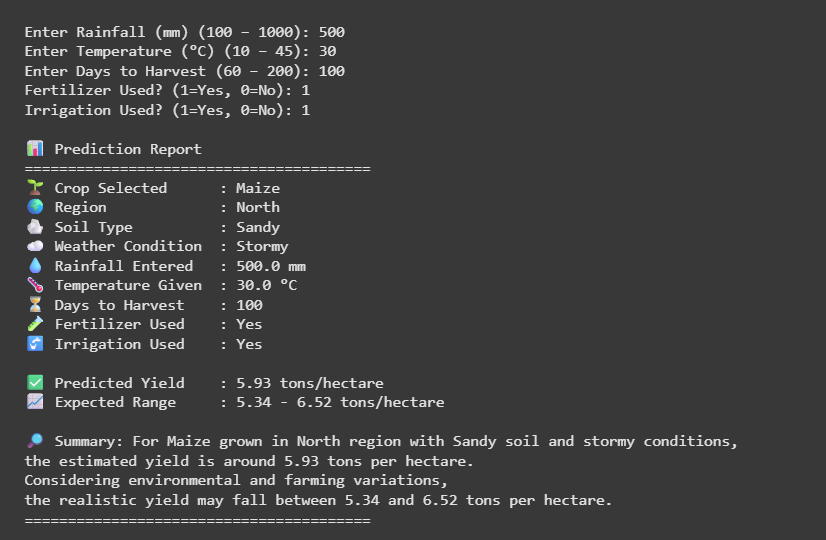 Enter Rainfall (mm) (100 – 1000): 500
Enter Temperature (°C) (10 – 45): 30
Enter Days to Harvest (60 – 200): 100
Fertilizer Used? (1=Yes, 0=No): 1
Irrigation Used? (1=Yes, 0=No): 1
📊 Prediction Report
========================================
🌱 Crop Selected : Maize
🌍 Region : North
🪨 Soil Type : Sandy
☁️ Weather Condition : Stormy
💧 Rainfall Entered : 500.0 mm
🌡️ Temperature Given : 30.0 °C
⏳ Days to Harvest : 100
🧪 Fertilizer Used : Yes
🚰 Irrigation Used : Yes
✅ Predicted Yield : 5.93 tons/hectare
📈 Expected Range : 5.34 - 6.52 tons/hectare
🔎 Summary: For Maize grown in North region with Sandy soil and stormy conditions,
the estimated yield is around 5.93 tons per hectare.
Considering environmental and farming variations,
the realistic yield may fall between 5.34 and 6.52 tons per hectare.
========================================